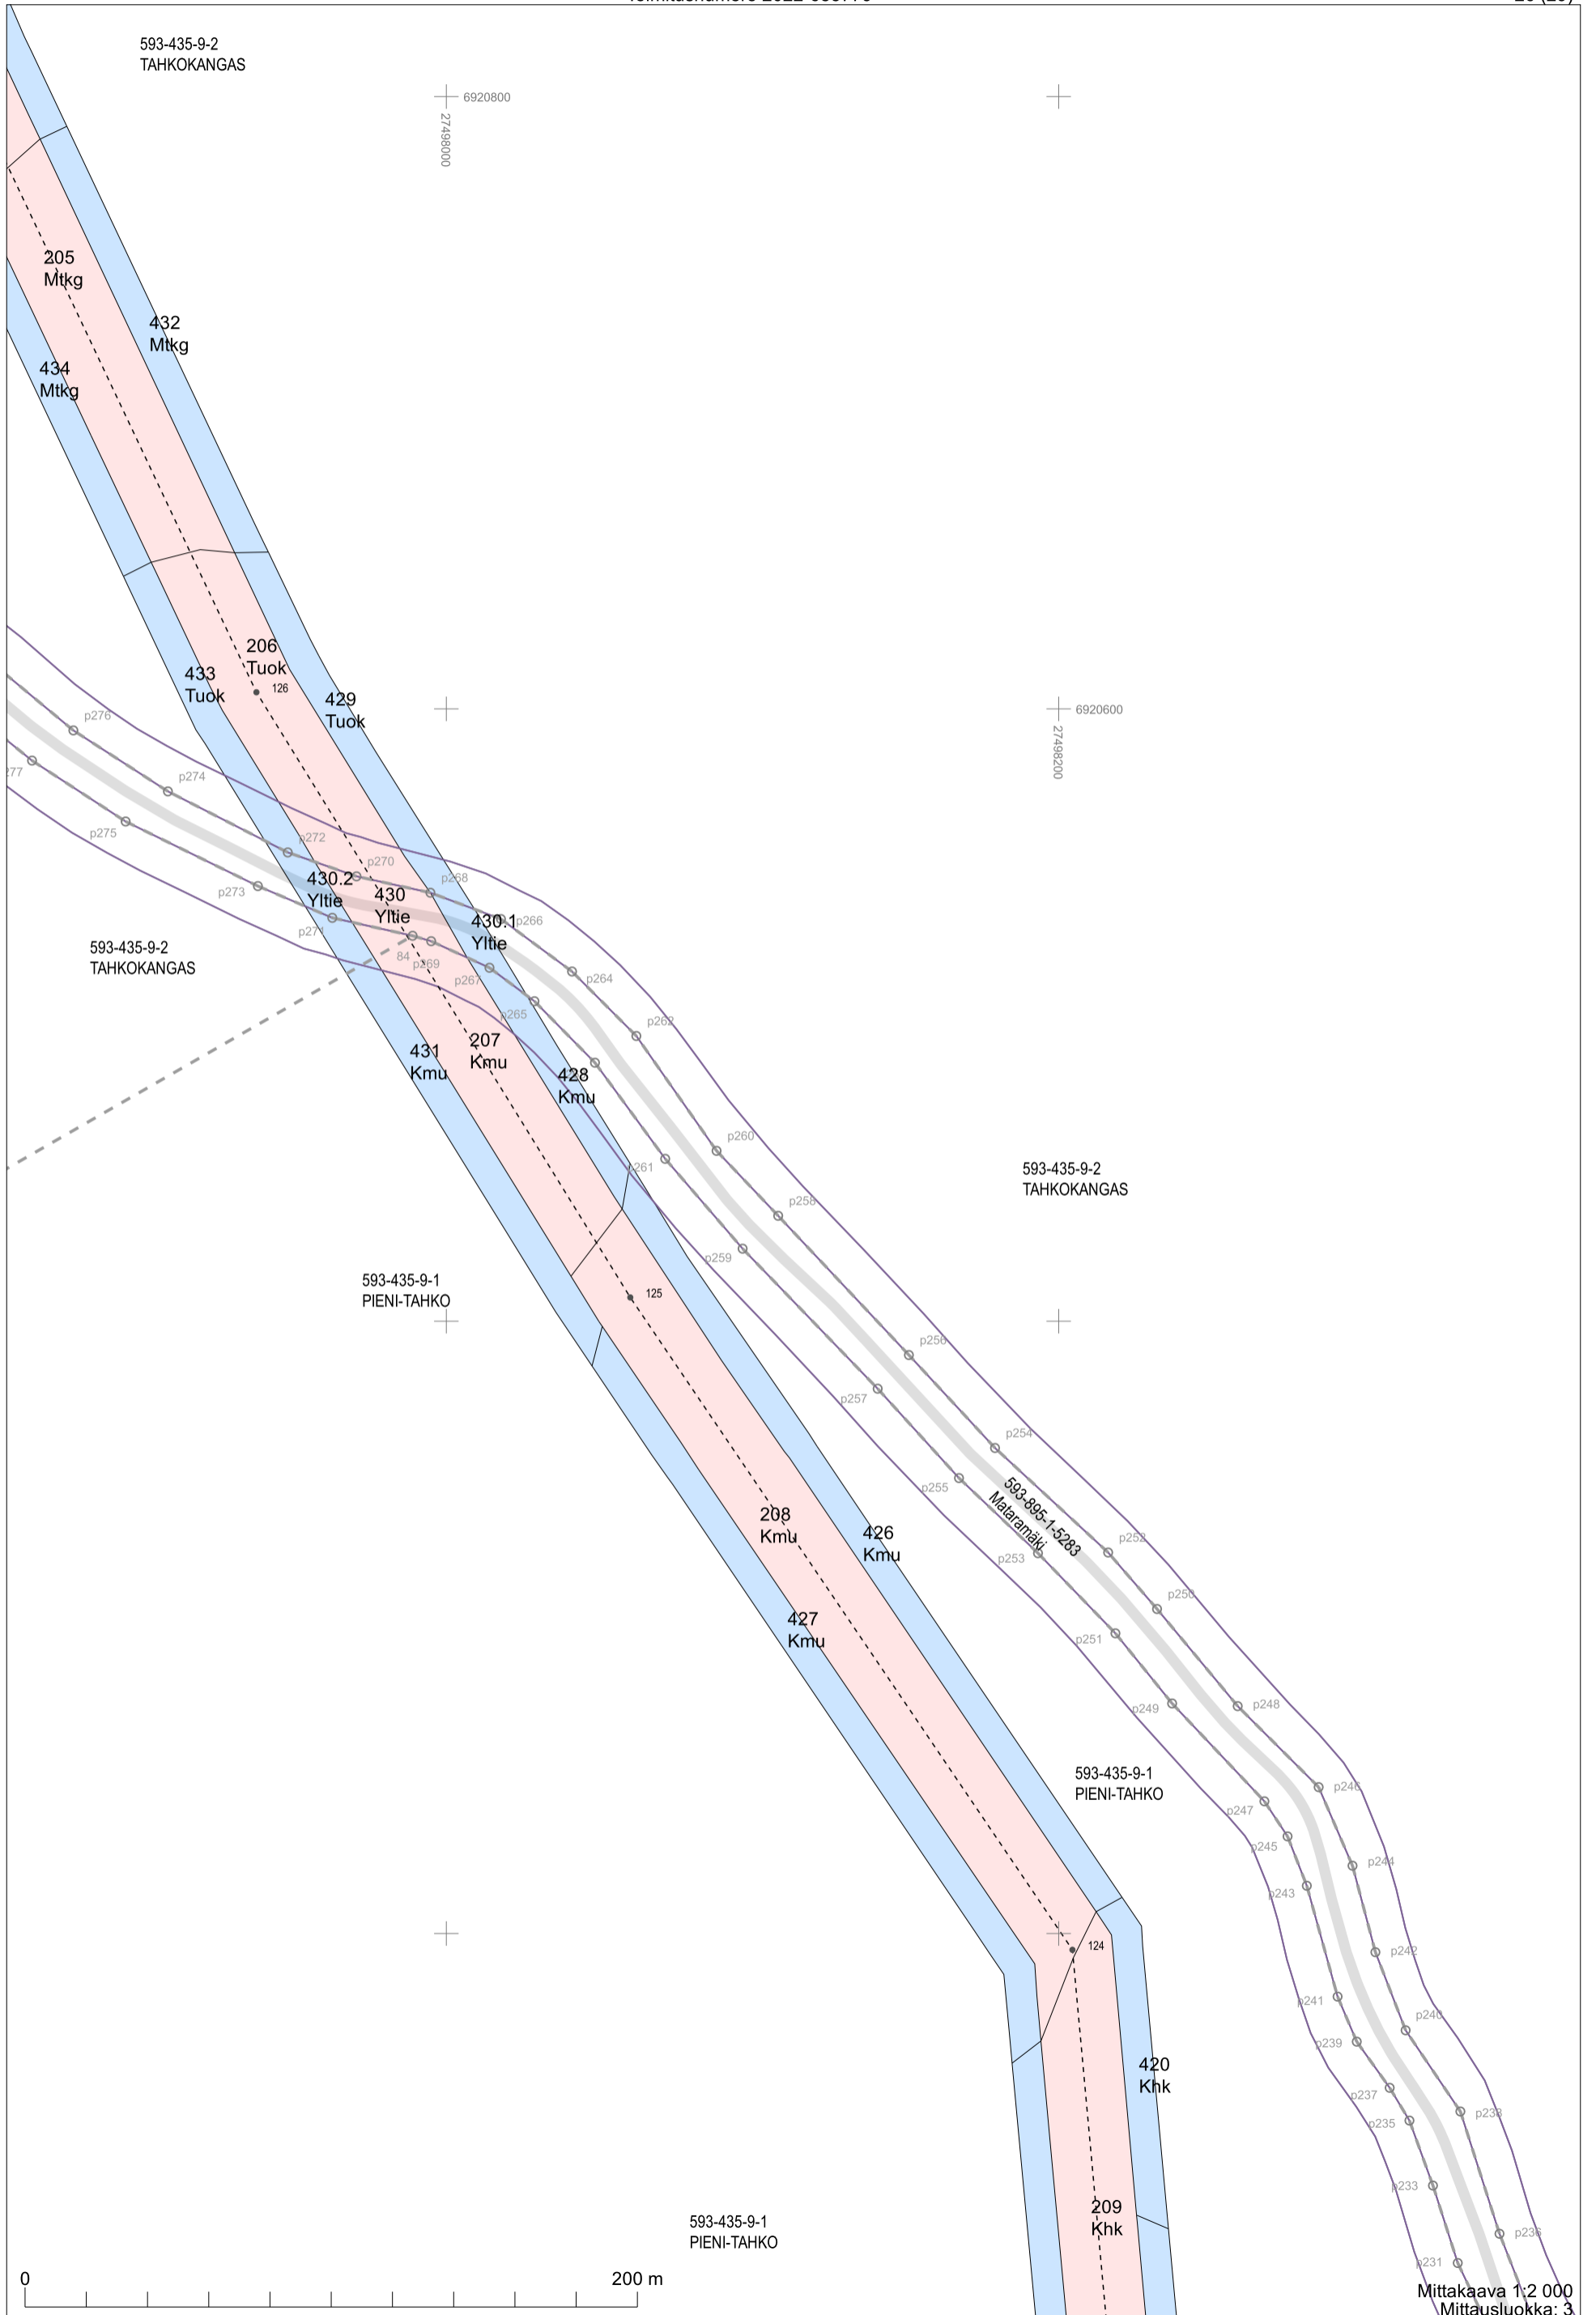 593-435-9-2
TAHKOKANGAS
6920800
27498000
205
Mtkg
432
Mtkg
434
Mtkg
206
Tuok
433
Tuok
126
429
Tuok
6920600
27498200
p276
277
p274
p275
p272
p270
p268
p273
430.2
Yltie
430
Yltie
430.1
Yltie
p266
p271
84
p269
p267
593-435-9-2
TAHKOKANGAS
p264
p265
p262
207
Kmu
431
Kmu
428
Kmu
p260
p261
593-435-9-2
TAHKOKANGAS
p258
p259
593-435-9-1
PIENI-TAHKO
125
p256
p257
p254
p255
593-895-1-5283
Mataramäki
208
Kmu
426
Kmu
p252
p253
p250
427
Kmu
p251
p248
p249
593-435-9-1
PIENI-TAHKO
p246
p247
p245
p244
p243
124
p242
p241
p240
p239
420
Khk
p237
p238
p235
p233
209
Khk
593-435-9-1
PIENI-TAHKO
p236
p231
0
200 m
Mittakaava 1:2 000
Mittausluokka: 3